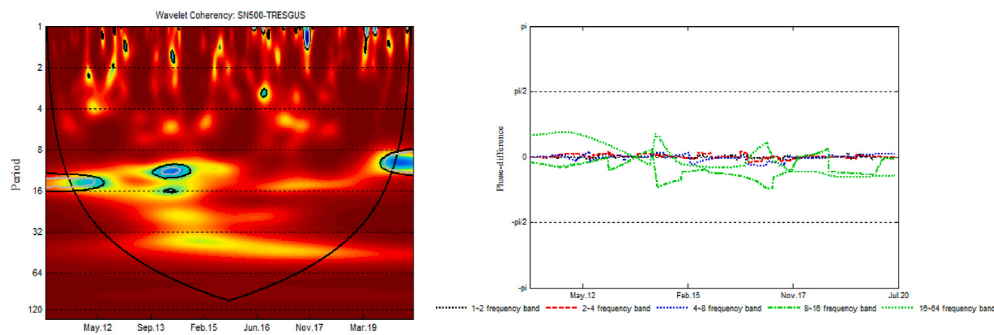 Wavelet Coherency: SN500-TRESGUS
Period
1
2
4
8
16
32
64
120
May.12 Sep.13 Feb.15 Jun.16 Nov.17 Mar.19
Phase-difference
pi
pi/2
0
-pi/2
-pi
May.12 Feb.15 Nov.17 Jul.20
1~2 frequency band 2~4 frequency band 4~8 frequency band 8~16 frequency band 16~64 frequency band